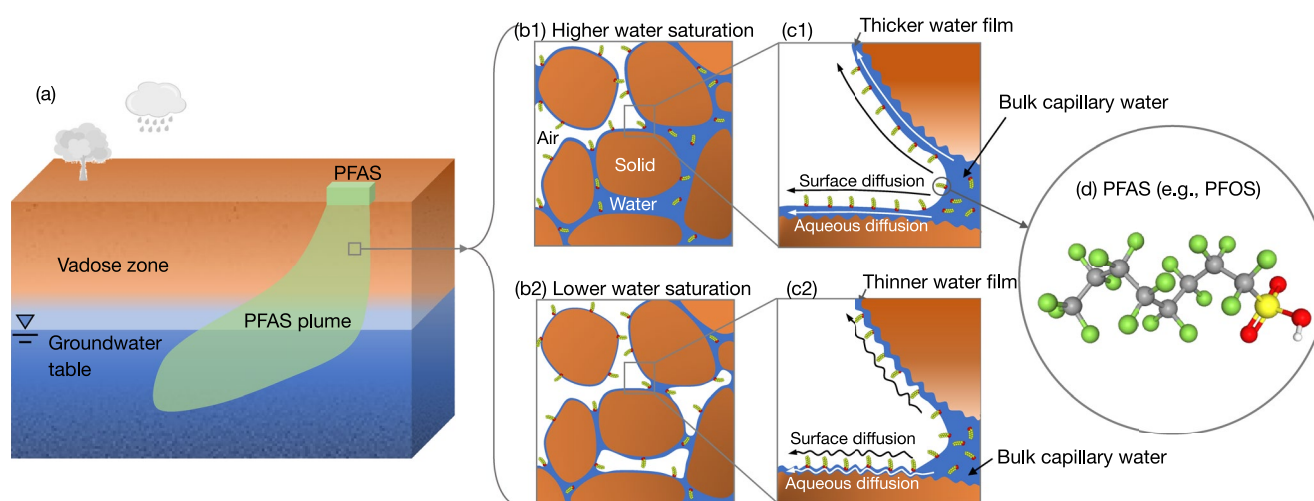 (a)
PFAS
Vadose zone
PFAS plume
Groundwater
table
(b1) Higher water saturation
Air
Solid
Water
(c1)
Thicker water film
Bulk capillary water
Surface diffusion
Aqueous diffusion
(b2) Lower water saturation
(c2)
Thinner water film
Surface diffusion
Aqueous diffusion
Bulk capillary water
(d) PFAS (e.g., PFOS)